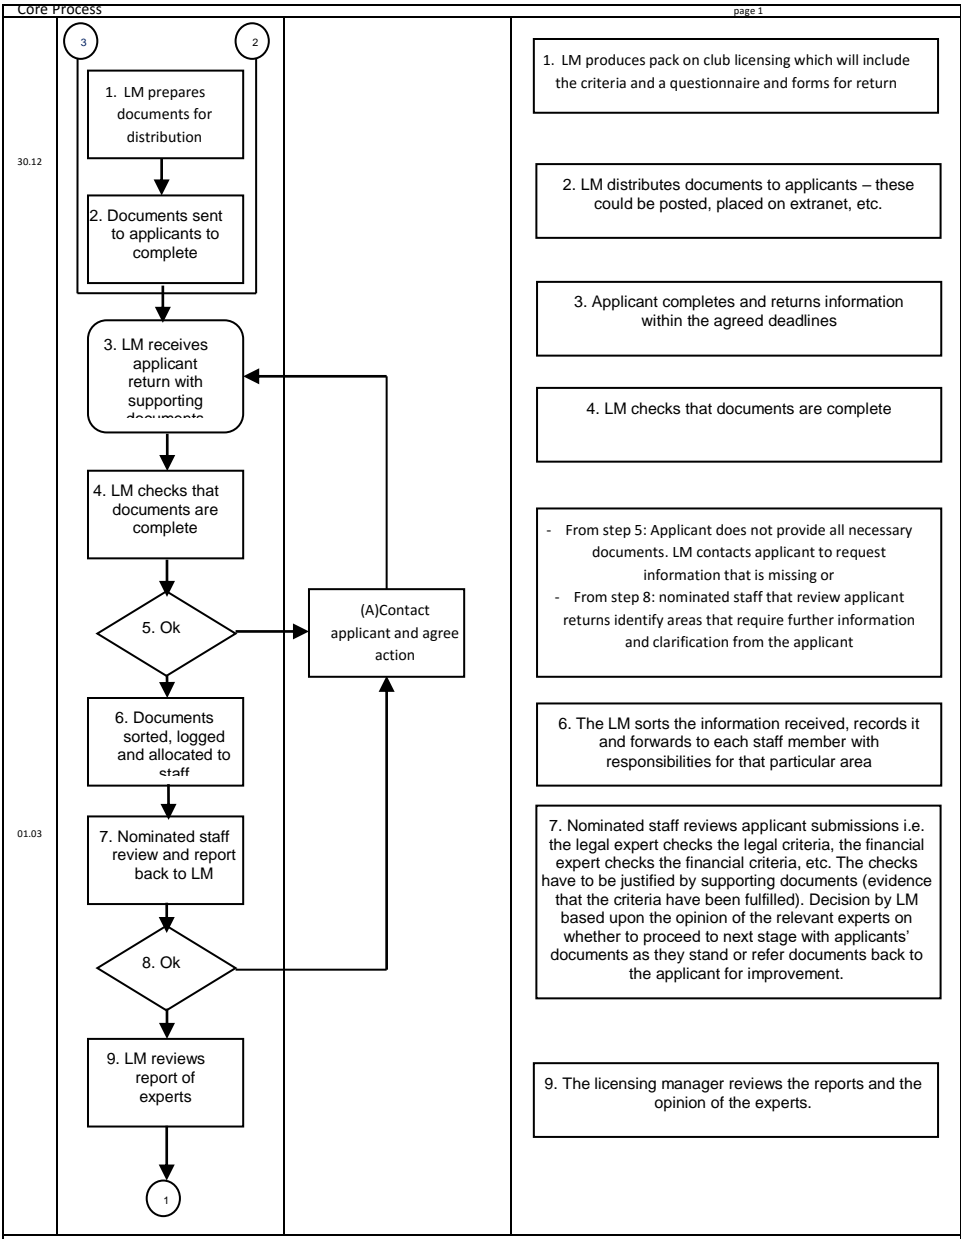 Core Process
page 1
3
2
1. LM prepares
documents for
distribution
30.12
2. Documents sent
to applicants to
complete
3. LM receives
applicant
return with
supporting
documents
4. LM checks that
documents are
complete
5. Ok
(A)Contact
applicant and agree
action
6. Documents
sorted, logged
and allocated to
staff
01.03
7. Nominated staff
review and report
back to LM
8. Ok
9. LM reviews
report of
experts
1
1. LM produces pack on club licensing which will include
the criteria and a questionnaire and forms for return
2. LM distributes documents to applicants – these
could be posted, placed on extranet, etc.
3. Applicant completes and returns information
within the agreed deadlines
4. LM checks that documents are complete
- From step 5: Applicant does not provide all necessary
documents. LM contacts applicant to request
information that is missing or
- From step 8: nominated staff that review applicant
returns identify areas that require further information
and clarification from the applicant
6. The LM sorts the information received, records it
and forwards to each staff member with
responsibilities for that particular area
7. Nominated staff reviews applicant submissions i.e.
the legal expert checks the legal criteria, the financial
expert checks the financial criteria, etc. The checks
have to be justified by supporting documents (evidence
that the criteria have been fulfilled). Decision by LM
based upon the opinion of the relevant experts on
whether to proceed to next stage with applicants'
documents as they stand or refer documents back to
the applicant for improvement.
9. The licensing manager reviews the reports and the
opinion of the experts.